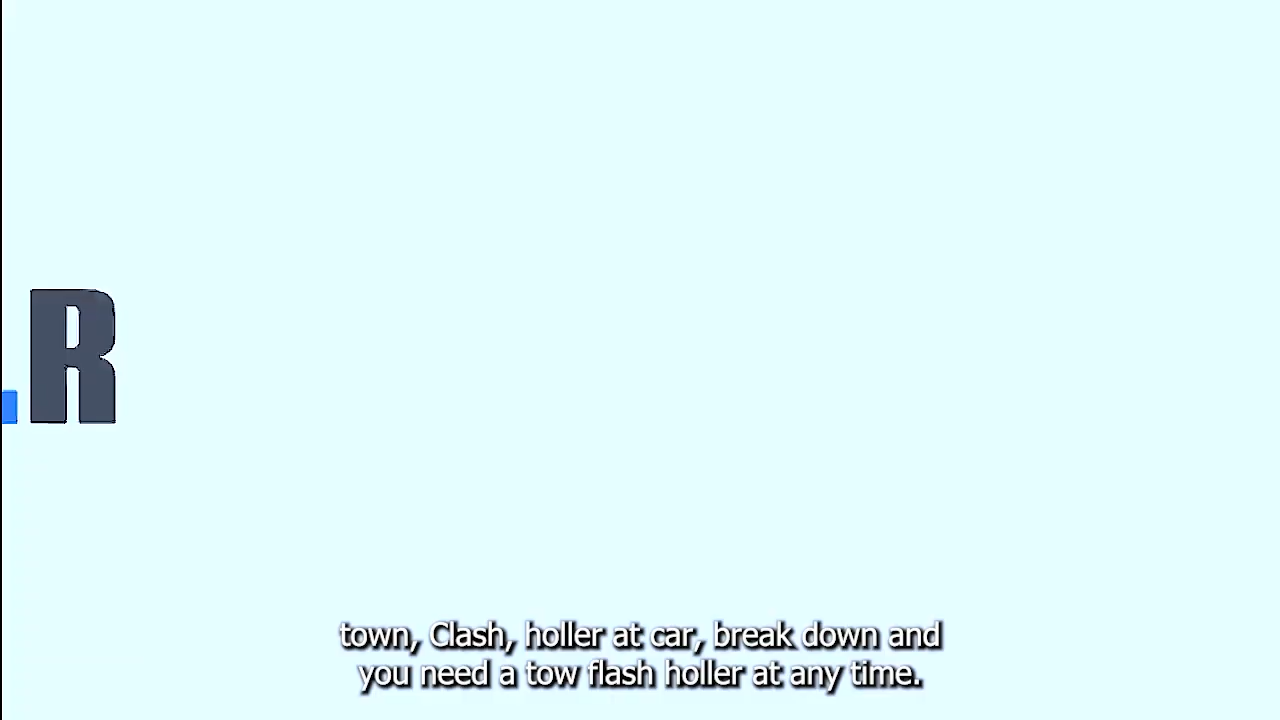 .R
town, Clash, holler at car, break down and
you need a tow flash holler at any time.